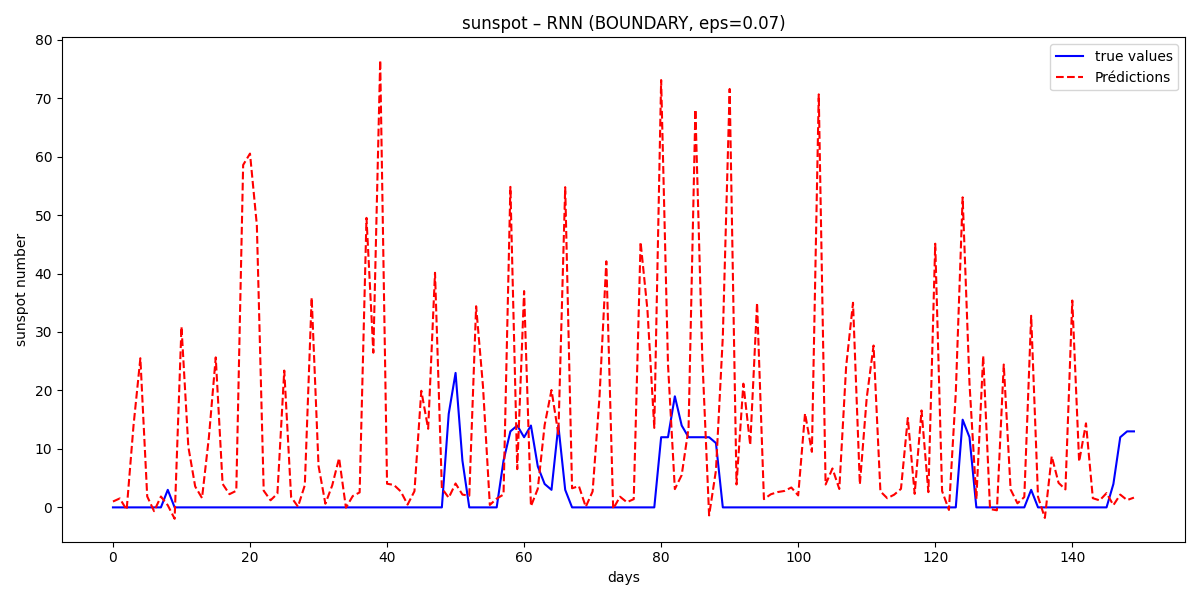 sunspot – RNN (BOUNDARY, eps=0.07)
true values
Prédictions
sunspot number
80
70
60
50
40
30
20
10
0
0 20 40 60 80 100 120 140
days